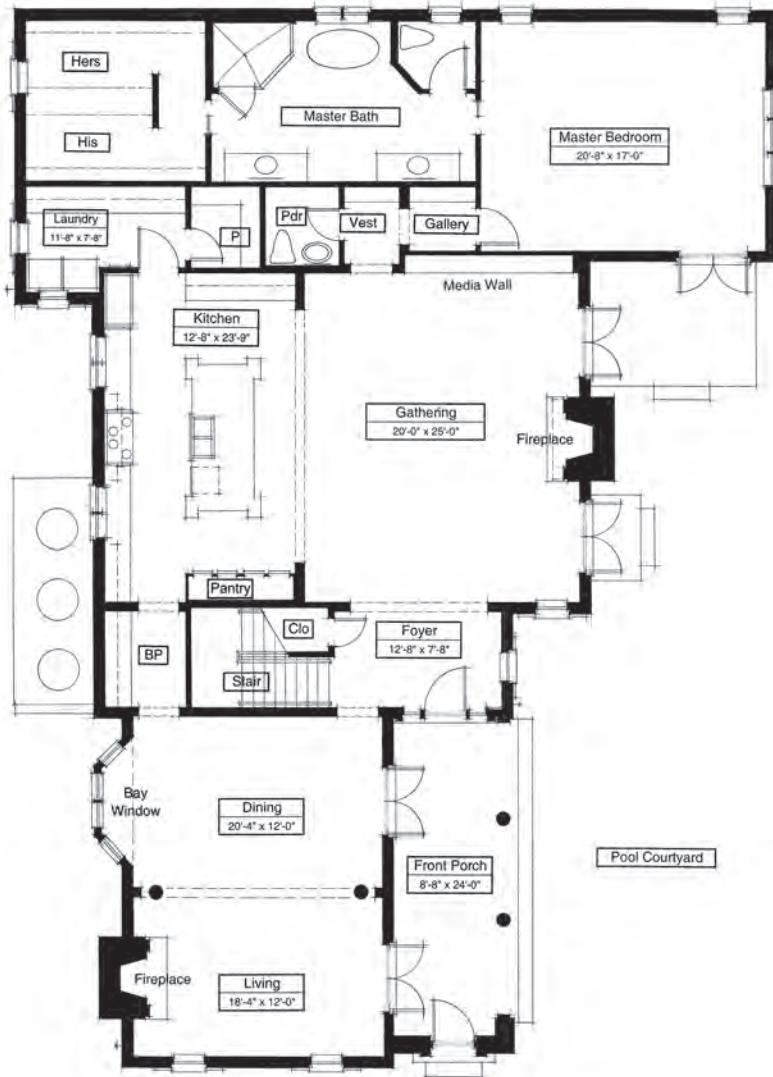 Hers
His
Master Bath
Master Bedroom
20'-8" x 17'-0"
Laundry
11'-8" x 7'-8"
P
Pdr
Vest
Gallery
Media Wall
Kitchen
12'-8" x 23'-9"
Gathering
20'-0" x 25'-0"
Fireplace
Pantry
BP
Clo
Stair
Foyer
12'-8" x 7'-8"
Bay
Window
Dining
20'-4" x 12'-0"
Front Porch
8'-8" x 24'-0"
Pool Courtyard
Fireplace
Living
18'-4" x 12'-0"